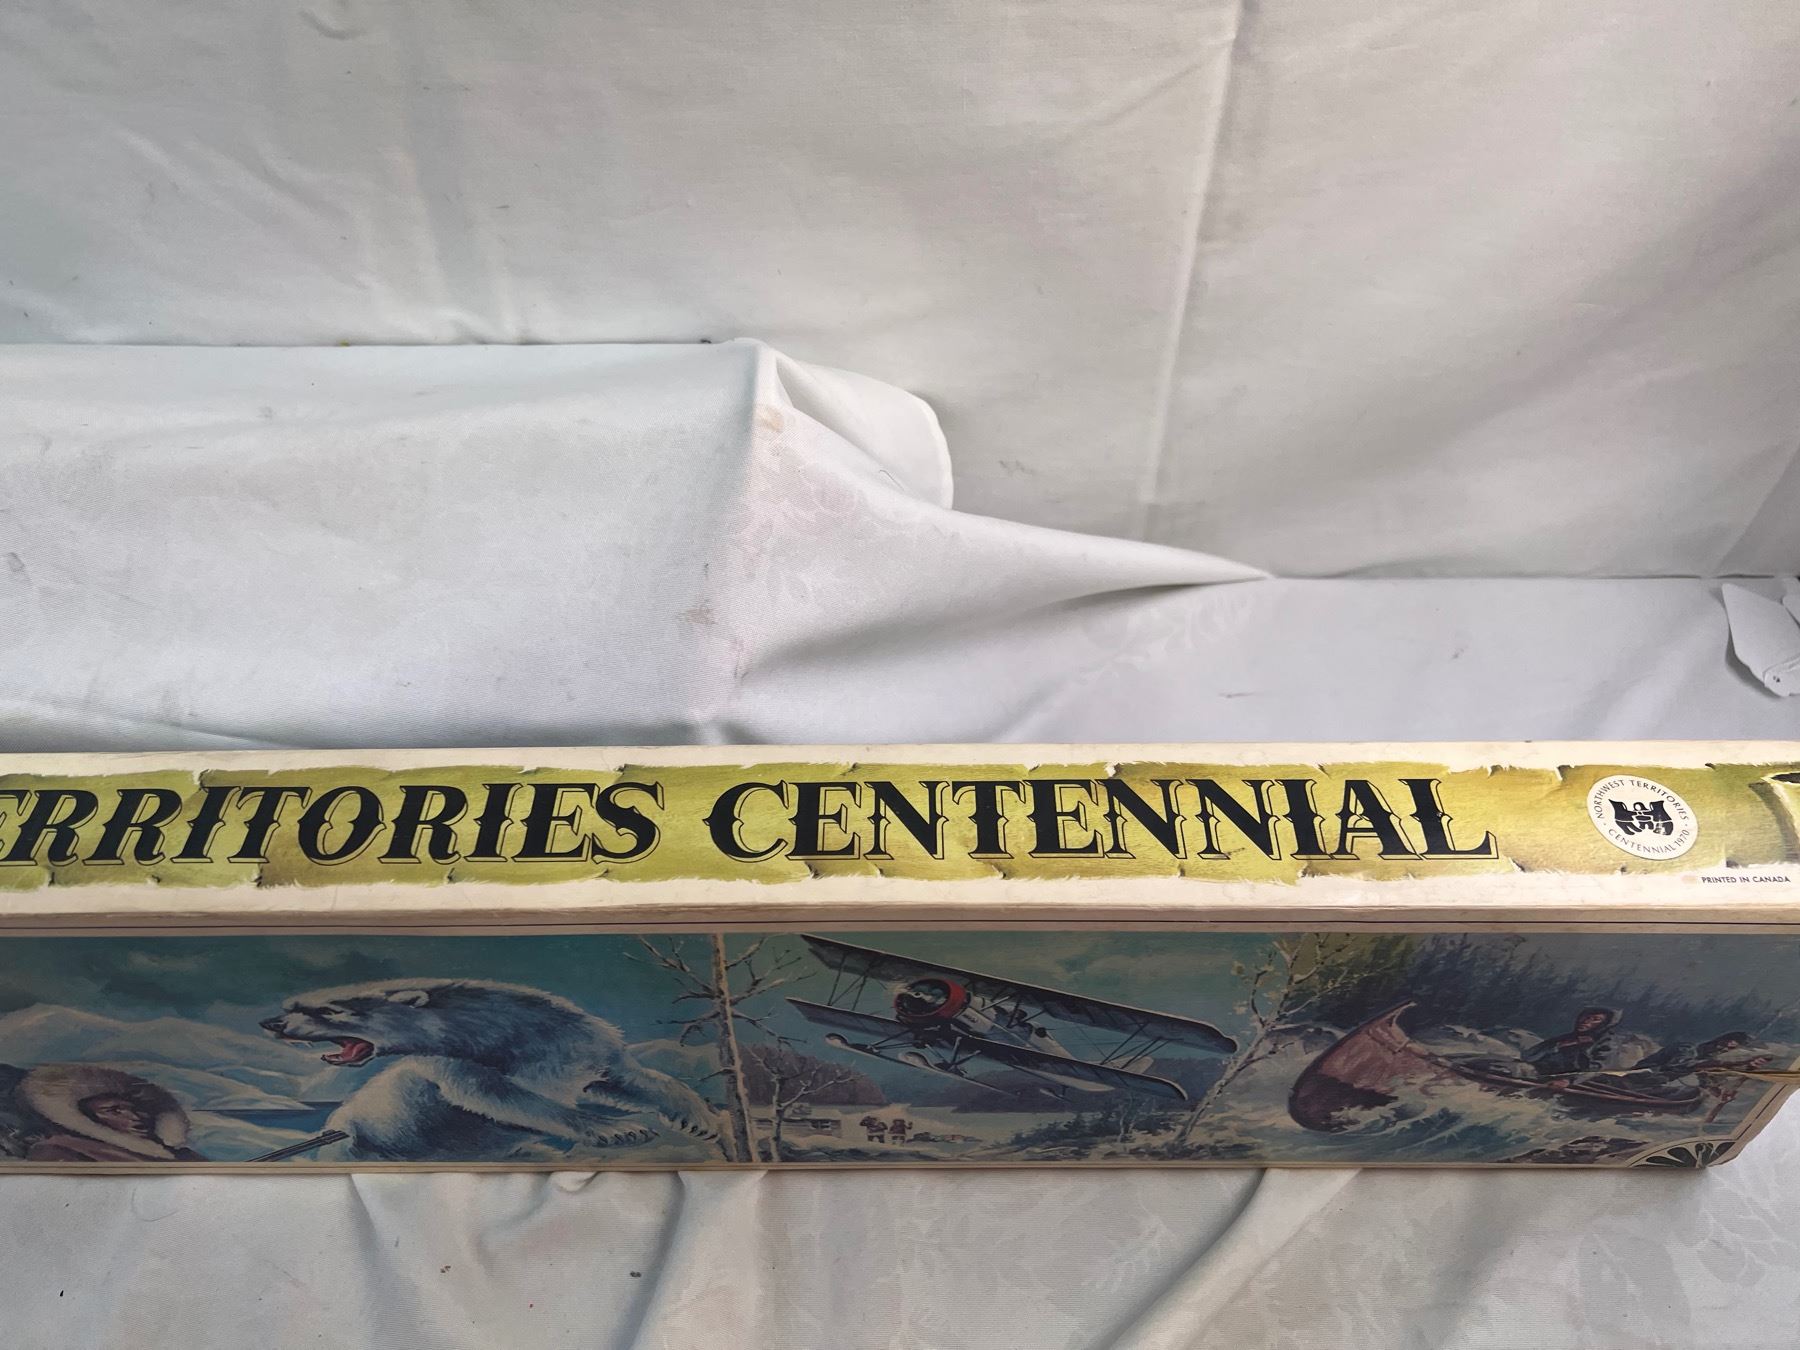 ERRITORIES CENTENNIAL
NORTHWEST TERRITORIES
· CENTENNIAL 1970 ·
PRINTED IN CANADA